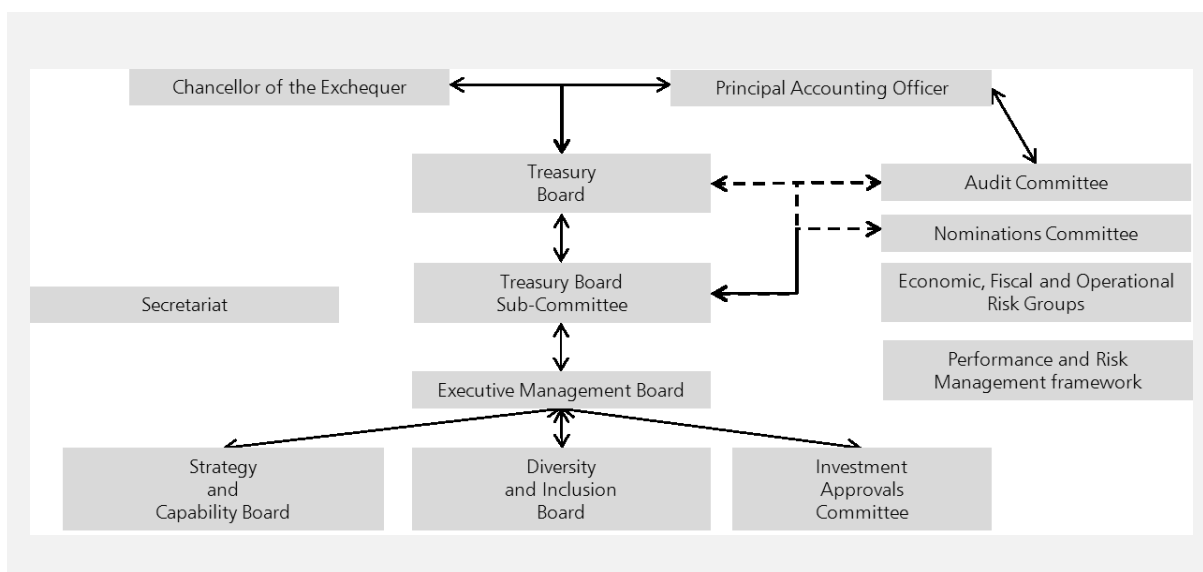 Chancellor of the Exchequer
Principal Accounting Officer
Treasury
Board
Audit Committee
Nominations Committee
Treasury Board
Sub-Committee
Economic, Fiscal and Operational
Risk Groups
Secretariat
Performance and Risk
Management framework
Executive Management Board
Strategy
and
Capability Board
Diversity
and Inclusion
Board
Investment
Approvals
Committee